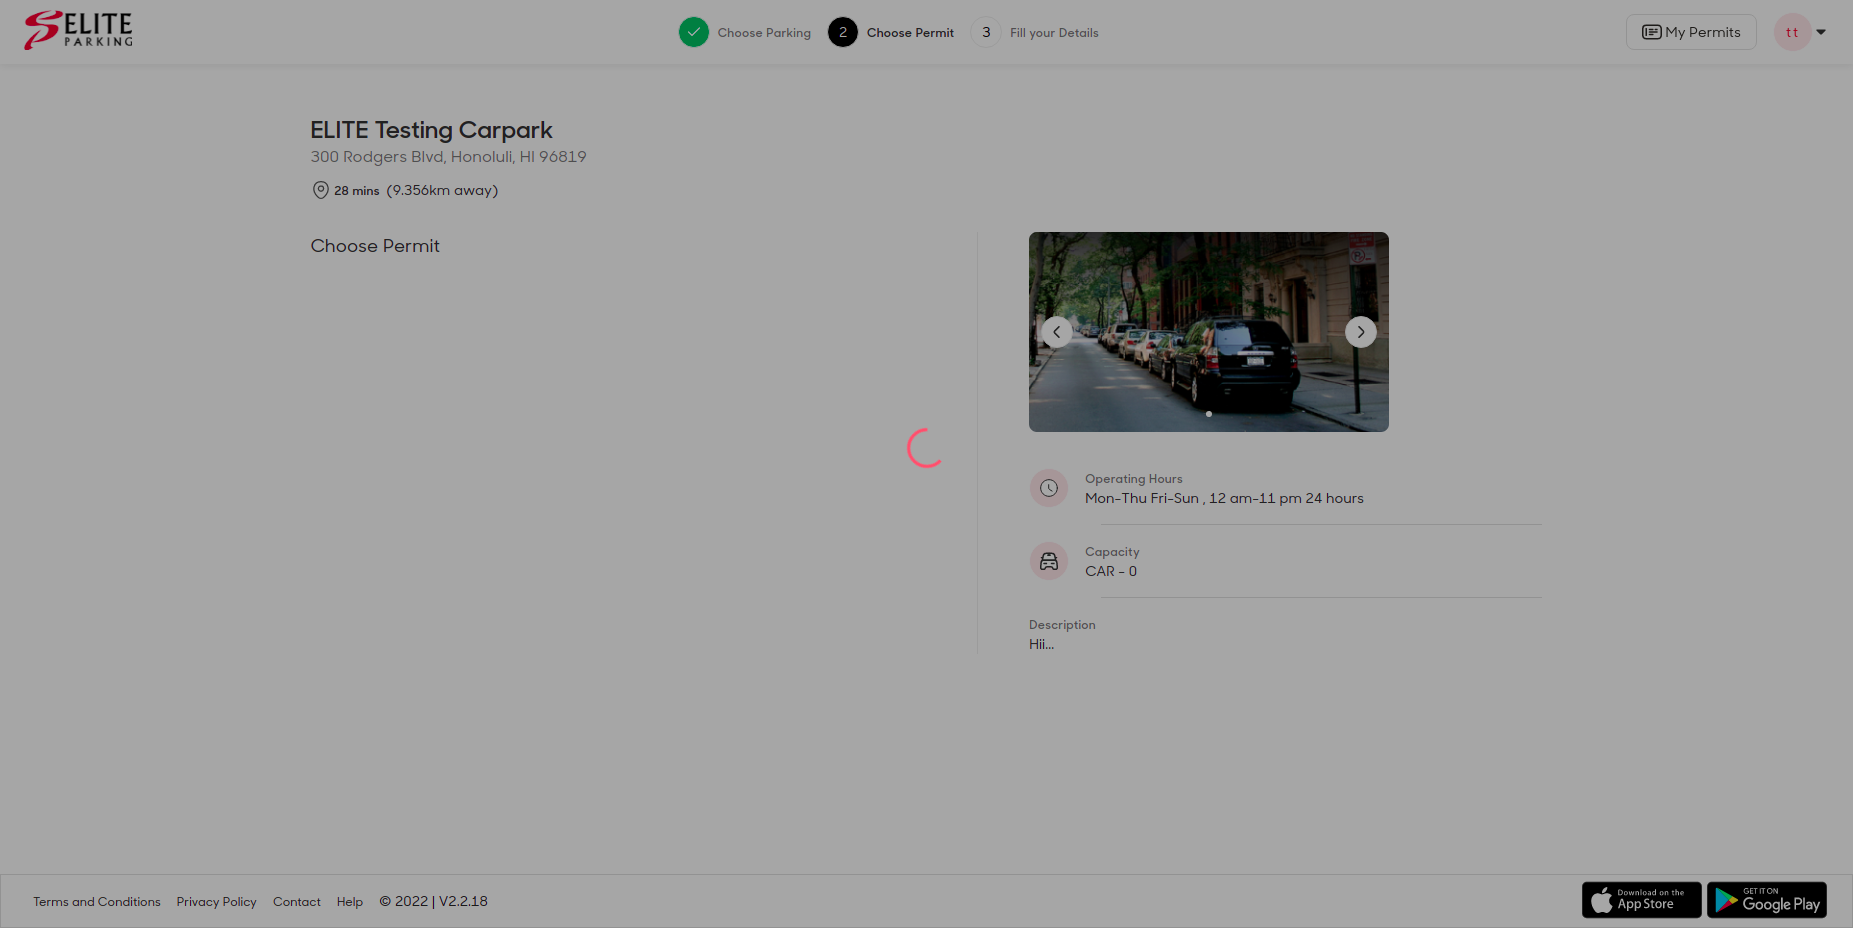 ELITE
PARKING
Choose Parking
2 Choose Permit
3 Fill your Details
My Permits
tt
ELITE Testing Carpark
300 Rodgers Blvd, Honoluli, HI 96819
28 mins (9.356km away)
Choose Permit
Operating Hours
Mon-Thu Fri-Sun , 12 am-11 pm 24 hours
Capacity
CAR - 0
Description
Hii...
Terms and Conditions Privacy Policy Contact Help © 2022 | V2.2.18
Download on the
App Store
GET IT ON
Google Play